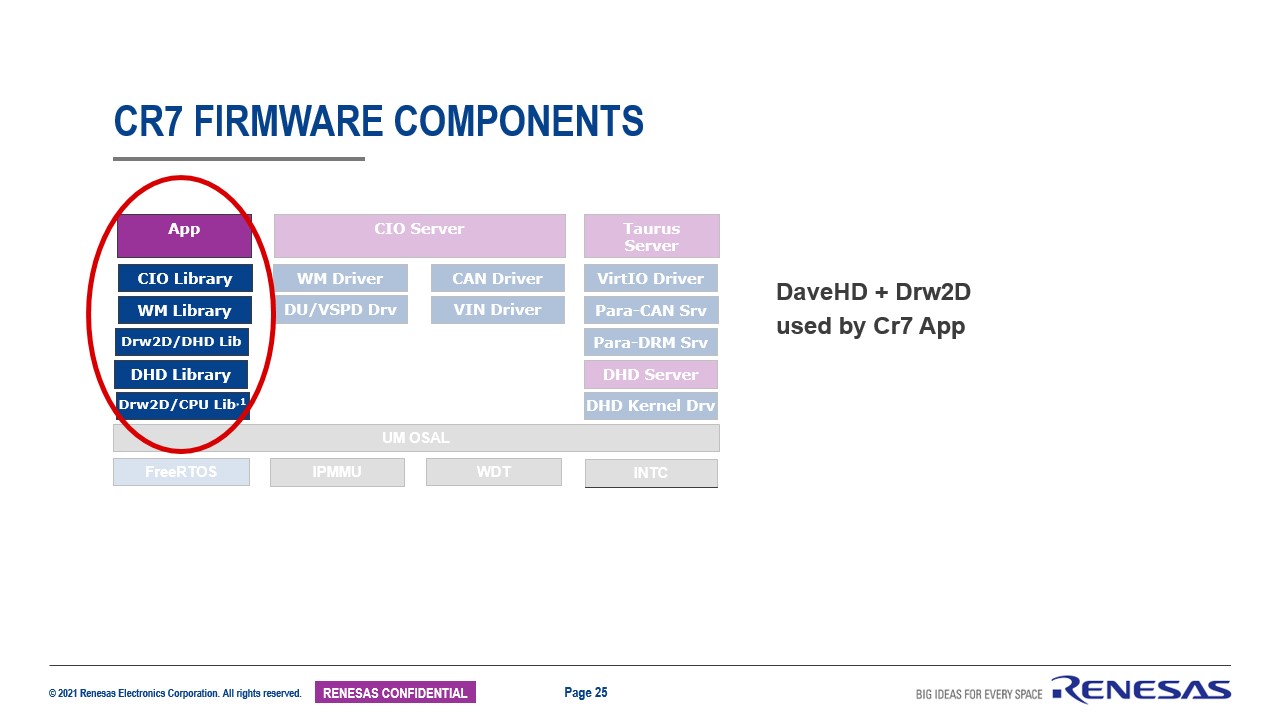 CR7 FIRMWARE COMPONENTS
App
CIO Library
WM Library
Drw2D/DHD Lib
DHD Library
Drw2D/CPU Lib.1
CIO Server
WM Driver
CAN Driver
DU/VSPD Drv
VIN Driver
Taurus
Server
VirtIO Driver
Para-CAN Srv
Para-DRM Srv
DHD Server
DHD Kernel Drv
UM OSAL
FreeRTOS
IPMMU
WDT
INTC
DaveHD + Drw2D
used by Cr7 App
© 2021 Renesas Electronics Corporation. All rights reserved.
RENESAS CONFIDENTIAL
Page 25
BIG IDEAS FOR EVERY SPACE
RENESAS